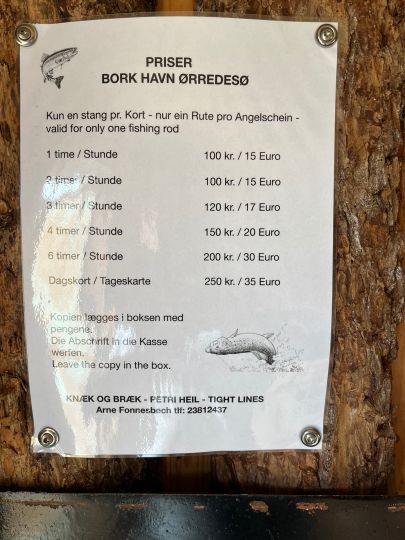 PRISER
BORK HAVN ØRREDESØ
Kun en stang pr. Kort - nur ein Rute pro Angelschein -
valid for only one fishing rod
1 time / Stunde 100 kr. / 15 Euro
2 timer / Stunde 100 kr. / 15 Euro
3 timer / Stunde 120 kr. / 17 Euro
4 timer / Stunde 150 kr. / 20 Euro
6 timer / Stunde 200 kr. / 30 Euro
Dagskort / Tageskarte 250 kr. / 35 Euro
Kopien lægges i boksen med
pengene.
Die Abschrift in die Kasse
werfen.
Leave the copy in the box.
KNÆK OG BRÆK - PETRI HEIL - TIGHT LINES
Arne Fonnesbech tlf: 23812437